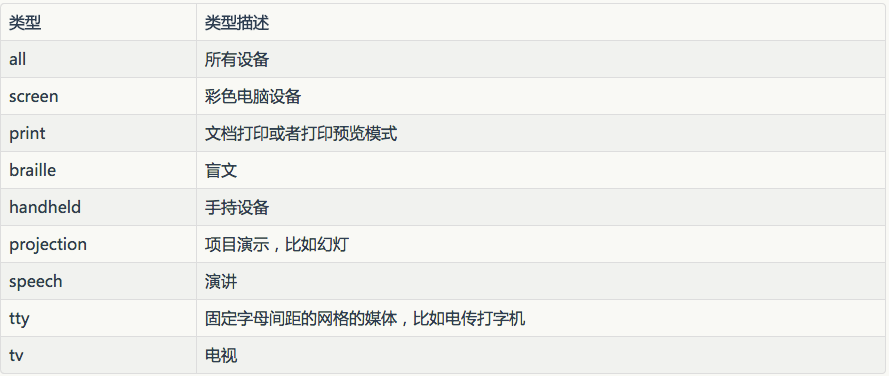 类型 类型描述
all 所有设备
screen 彩色电脑设备
print 文档打印或者打印预览模式
braille 盲文
handheld 手持设备
projection 项目演示，比如幻灯
speech 演讲
tty 固定字母间距的网格的媒体，比如电传打字机
tv 电视